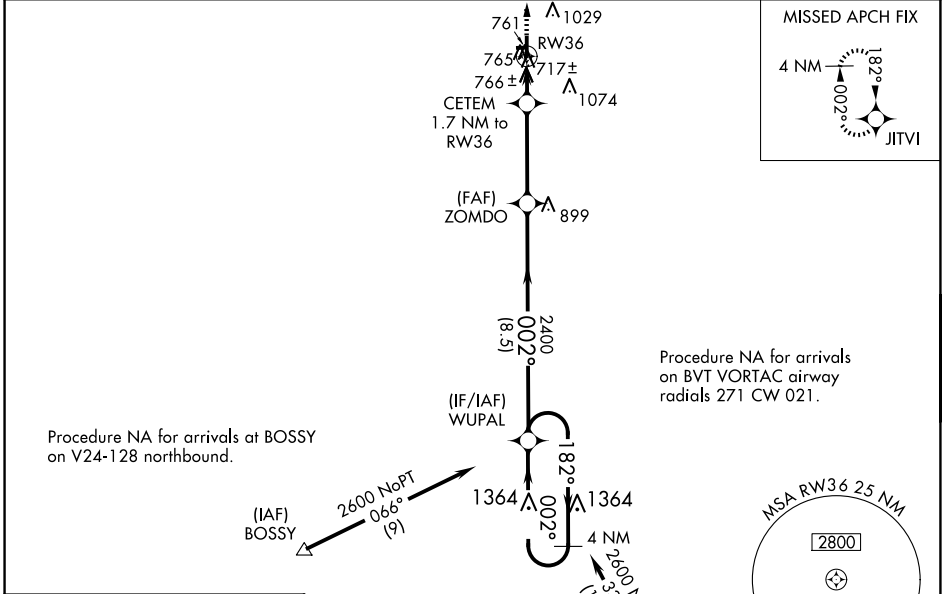 761
1029
RW36
765
717±
766±
1074
CETEM
1.7 NM to
RW36
MISSED APCH FIX
4 NM
182°
002°
JITVI
(FAF)
ZOMDO
899
2400
002°
(8.5)
Procedure NA for arrivals
on BVT VORTAC airway
radials 271 CW 021.
(IF/IAF)
WUPAL
Procedure NA for arrivals at BOSSY
on V24-128 northbound.
182°
1364
002°
1364
4 NM
2600 NoPT
066°
(9)
(IAF)
BOSSY
2600
MSA RW36 25 NM
2800